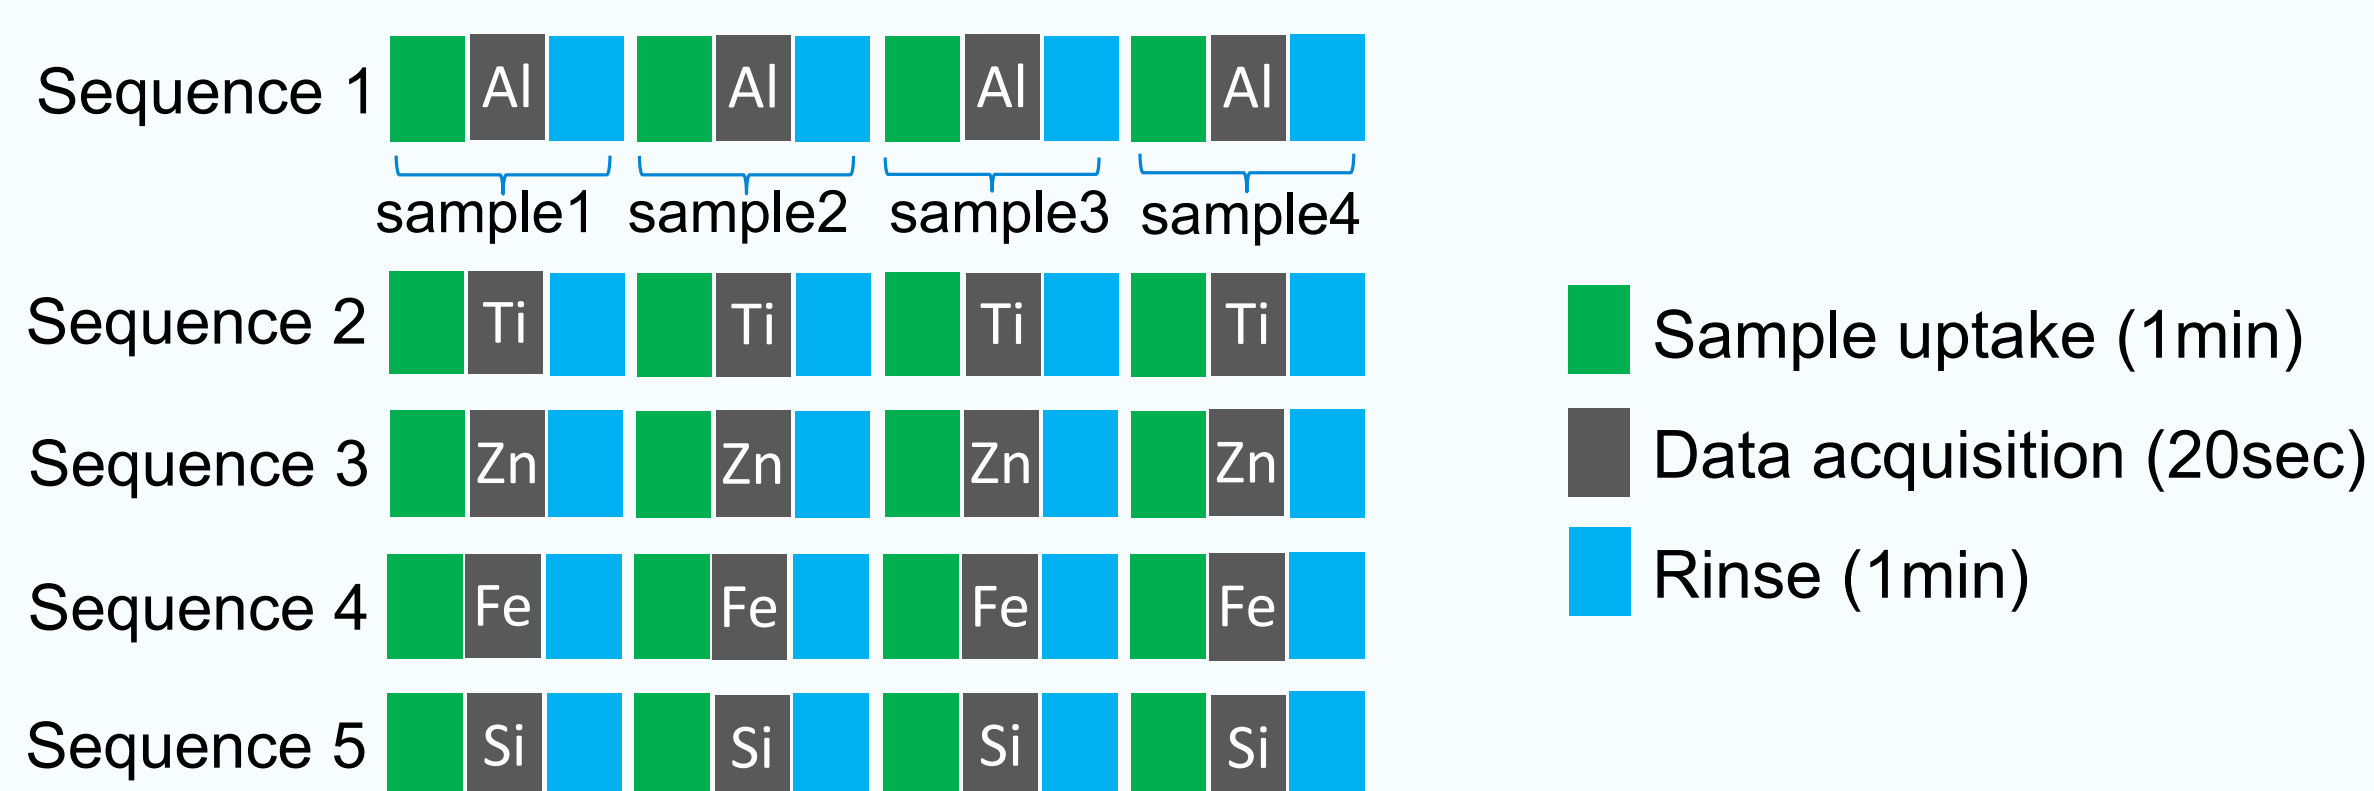 Sequence 1 Al Al Al Al
sample1 sample2 sample3 sample4
Sequence 2 Ti Ti Ti Ti
Sequence 3 Zn Zn Zn Zn
Sequence 4 Fe Fe Fe Fe
Sequence 5 Si Si Si Si
Sample uptake (1min)
Data acquisition (20sec)
Rinse (1min)